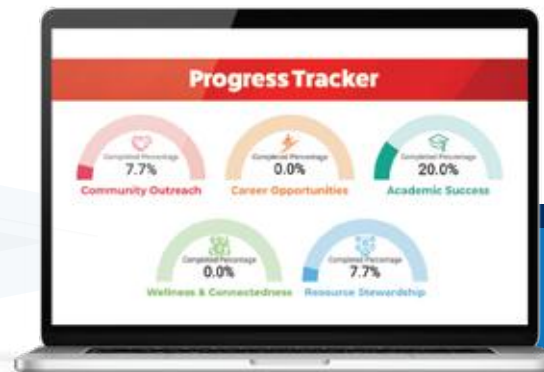 Progress Tracker
Completed Percentage
7.7%
Community Outreach
Completed Percentage
0.0%
Career Opportunities
Completed Percentage
20.0%
Academic Success
Completed Percentage
0.0%
Wellness & Connectedness
Completed Percentage
7.7%
Resource Stewardship